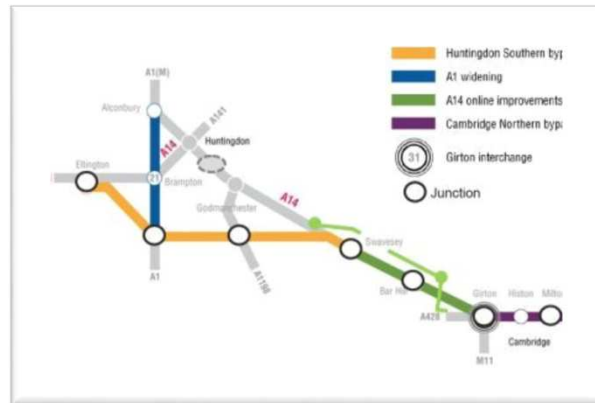 Huntingdon Southern byp
A1 widening
A14 online improvements
Cambridge Northern bypa
31
Girton interchange
Junction
A1(M)
Alconbury
A141
A14
Huntingdon
Ellington
21
Brampton
Godmanchester
A14
A1
A1198
Swavesey
Bar Hill
Girton
Histon
Milto
A428
Cambridge
M11